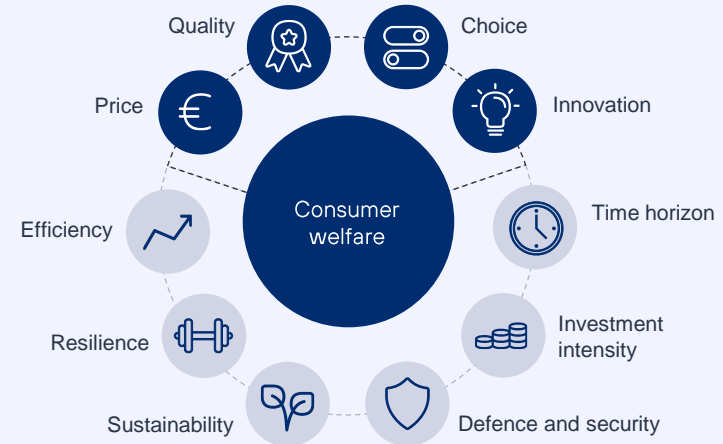 Quality
Choice
Price
€
Innovation
Consumer
welfare
Time horizon
Efficiency
Investment
intensity
Resilience
Sustainability
Defence and security